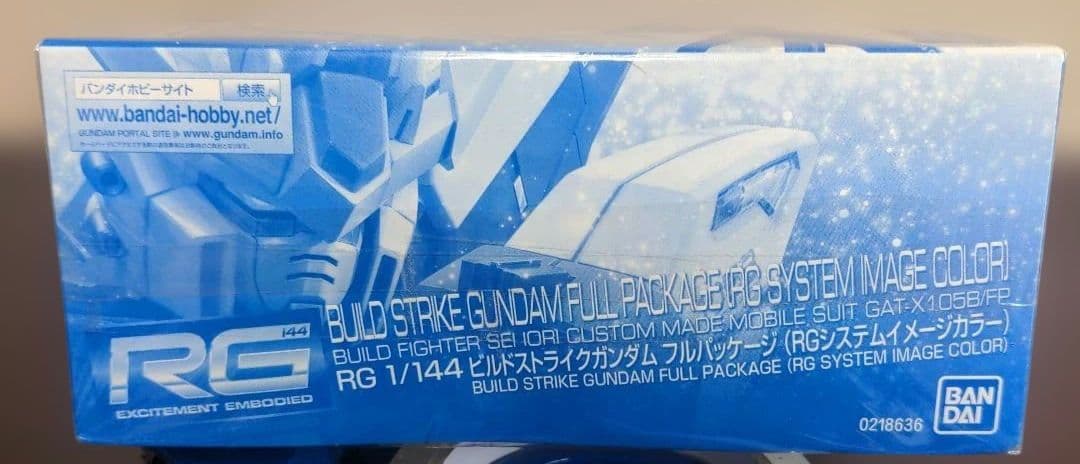 バンダイホビーサイト 検索
www.bandai-hobby.net/
GUNDAM PORTAL SITE www.gundam.info
BUILD STRIKE GUNDAM FULL PACKAGE (RG SYSTEM IMAGE COLOR)
BUILD FIGHTER SEI IORI CUSTOM MADE MOBILE SUIT GAT-X105B/FP
RG 1/144 ビルドストライクガンダム フルパッケージ (RGシステムイメージカラー)
BUILD STRIKE GUNDAM FULL PACKAGE (RG SYSTEM IMAGE COLOR)
RG 144
EXCITEMENT EMBODIED
0218636
BAN
DAI